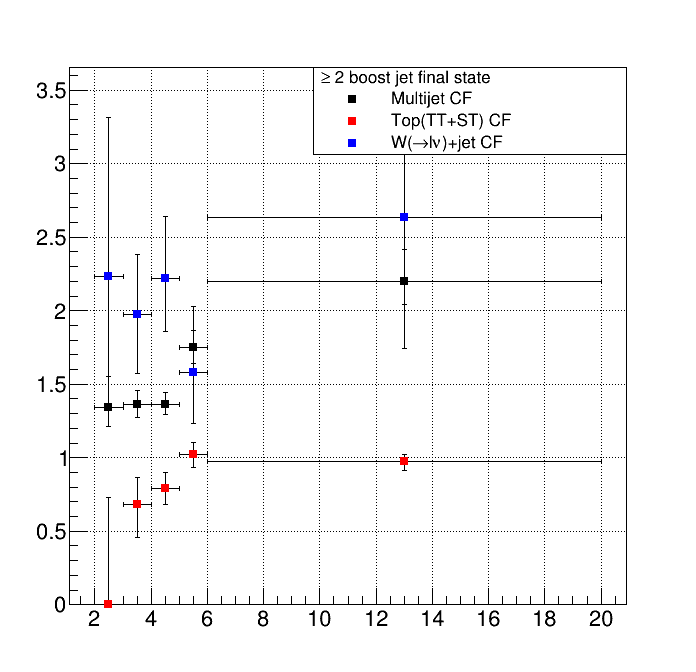 ≥ 2 boost jet final state
Multijet CF
Top(TT+ST) CF
W(→lν)+jet CF
3.5
3
2.5
2
1.5
1
0.5
0
2 4 6 8 10 12 14 16 18 20